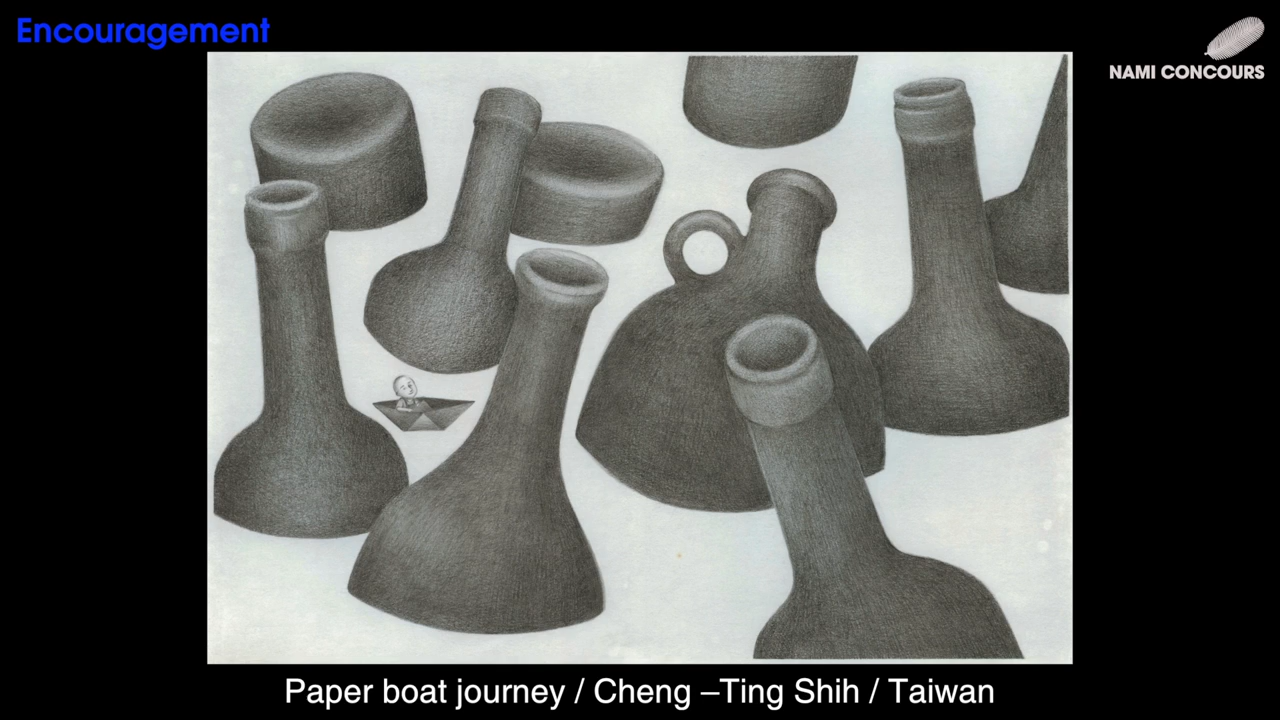 Encouragement
NAMI CONCOURS
Paper boat journey / Cheng –Ting Shih / Taiwan